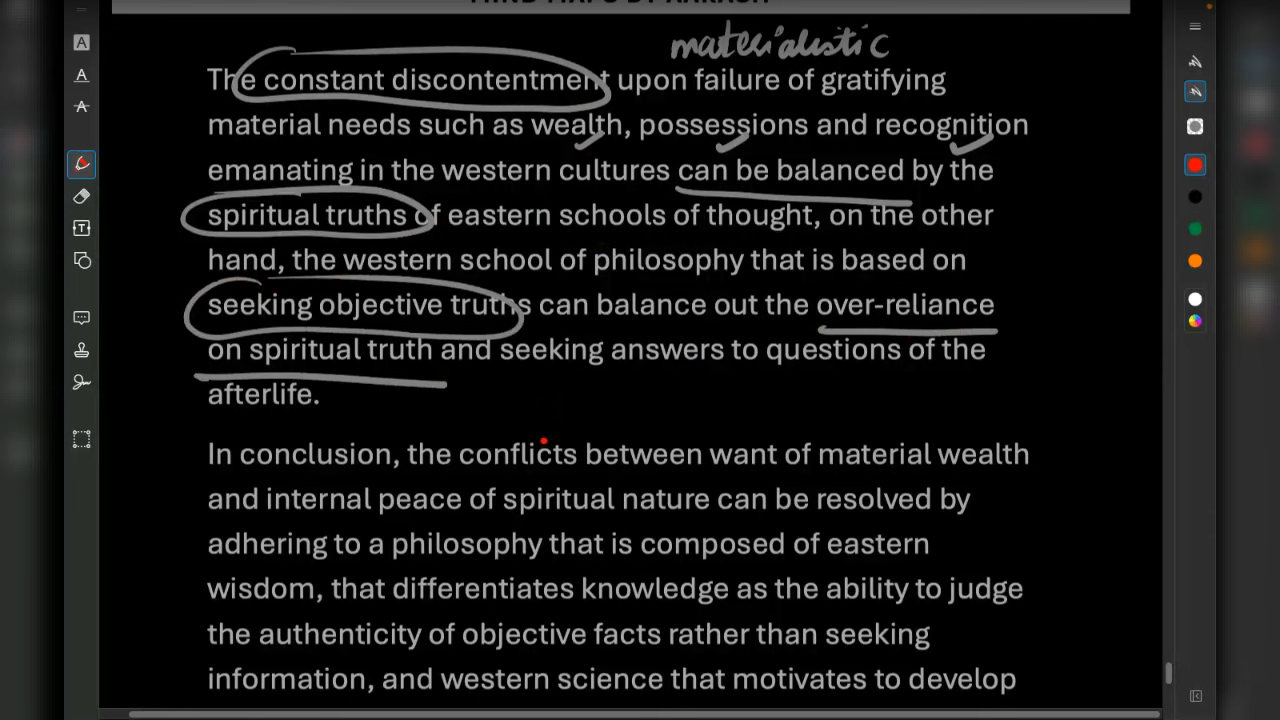 MIND MAPS BY AAKASH
materialistic
The constant discontentment upon failure of gratifying
material needs such as wealth, possessions and recognition
emanating in the western cultures can be balanced by the
spiritual truths of eastern schools of thought, on the other
hand, the western school of philosophy that is based on
seeking objective truths can balance out the over-reliance
on spiritual truth and seeking answers to questions of the
afterlife.
In conclusion, the conflicts between want of material wealth
and internal peace of spiritual nature can be resolved by
adhering to a philosophy that is composed of eastern
wisdom, that differentiates knowledge as the ability to judge
the authenticity of objective facts rather than seeking
information, and western science that motivates to develop